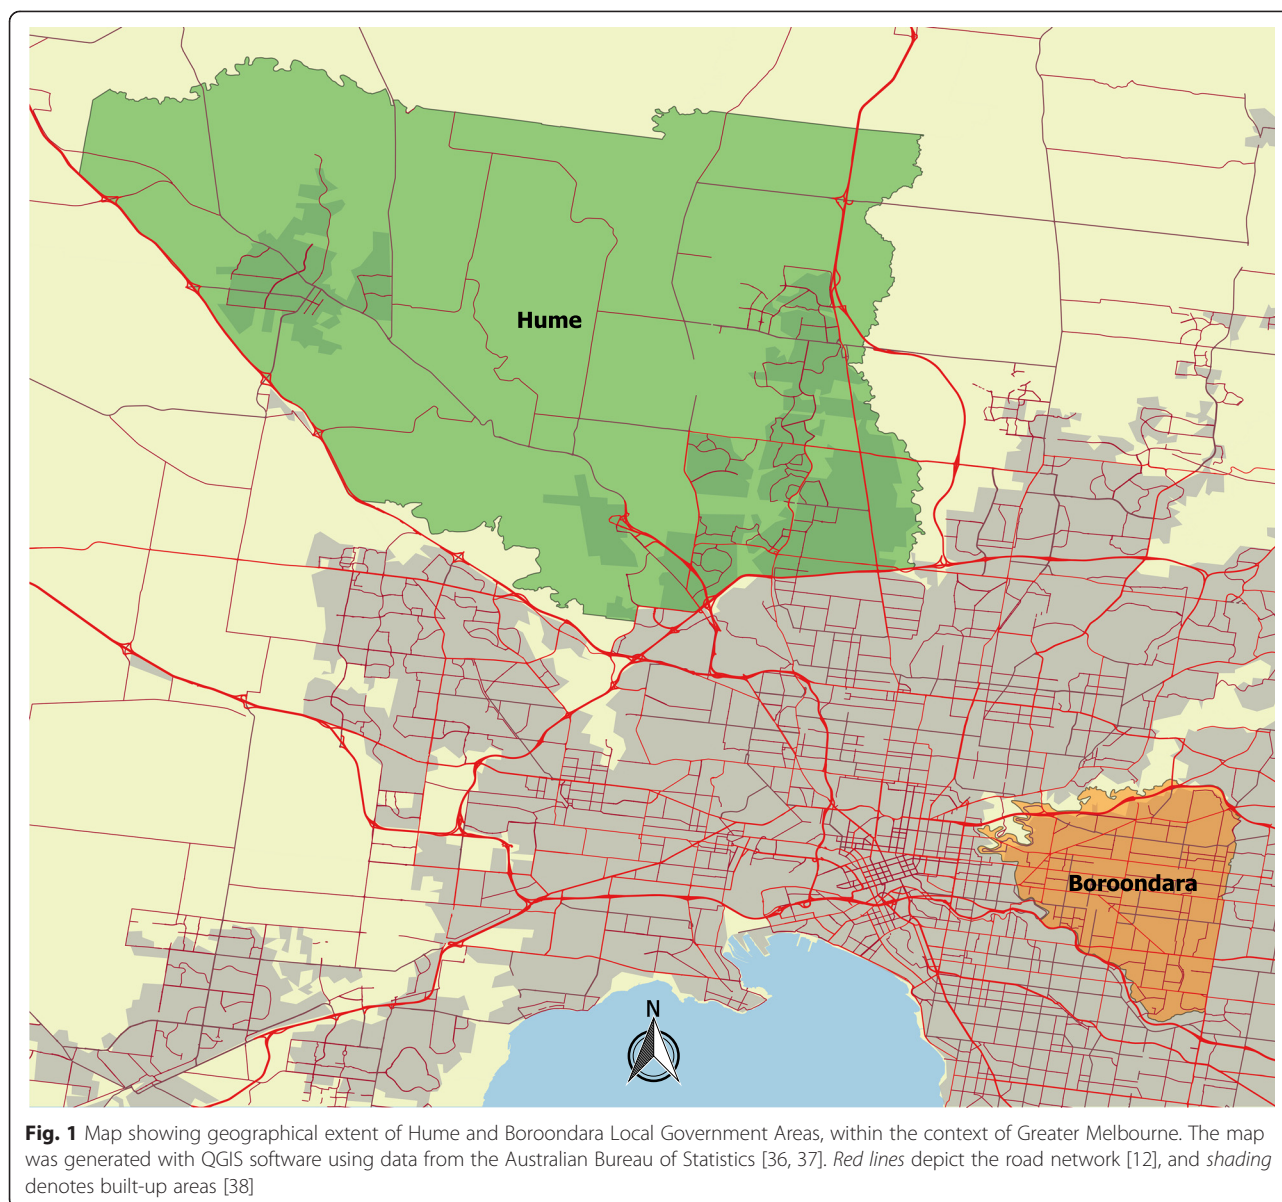 Hume
Boroondara
N
Fig. 1 Map showing geographical extent of Hume and Boroondara Local Government Areas, within the context of Greater Melbourne. The map
was generated with QGIS software using data from the Australian Bureau of Statistics [36, 37]. Red lines depict the road network [12], and shading
denotes built-up areas [38]